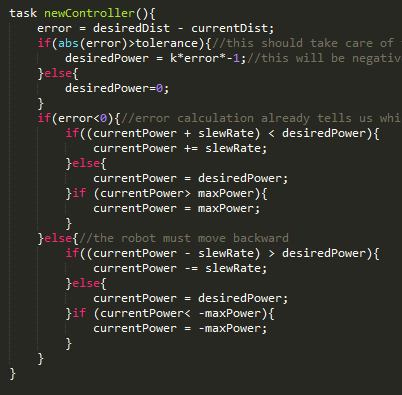 task newController(){
error = desiredDist - currentDist;
if(abs(error)>tolerance){//this should take care of
desiredPower = k*error*-1;//this will be negativ
}else{
desiredPower=0;
}
if(error<0){//error calculation already tells us whi
if((currentPower + slewRate) < desiredPower){
currentPower += slewRate;
}else{
currentPower = desiredPower;
}if (currentPower> maxPower){
currentPower = maxPower;
}
}else{//the robot must move backward
if((currentPower - slewRate) > desiredPower){
currentPower -= slewRate;
}else{
currentPower = desiredPower;
}if (currentPower< -maxPower){
currentPower = -maxPower;
}
}
}